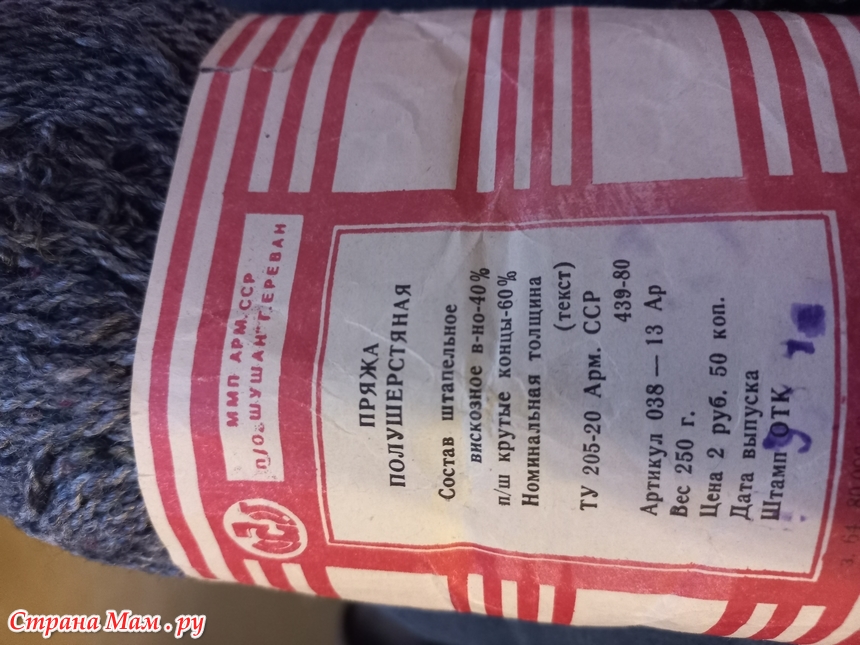 ММП АРМ. ССР
п/о „ШУШАН" Г. ЕРЕВАН
ПРЯЖА
ПОЛУШЕРСТЯНАЯ
Состав штапельное
вискозное в-но-40%
п/ш крутые концы-60%
Номинальная толщина
(текст)
ТУ 205-20 Арм. ССР
439-80
Артикул 038 — 13 Ар
Вес 250 г.
Цена 2 руб. 50 коп.
Дата выпуска
Штамп ОТК
Страна Мам.ру